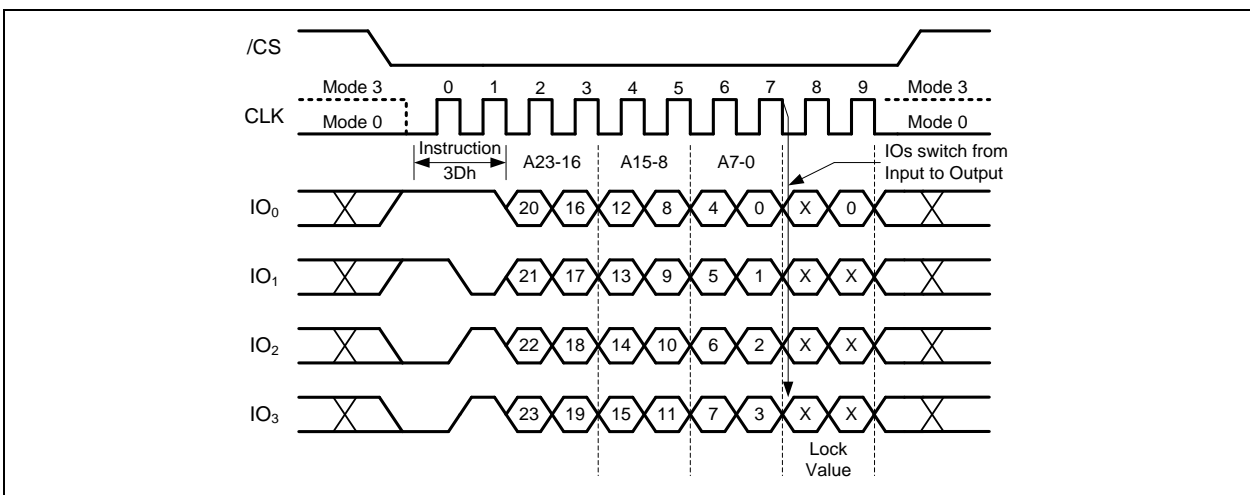 /CS
Mode 3 0 1 2 3 4 5 6 7 8 9 Mode 3
CLK
Mode 0 Mode 0
Instruction
3Dh
A23-16 A15-8 A7-0
IOs switch from
Input to Output
IO₀ 20 16 12 8 4 0 X 0
IO₁ 21 17 13 9 5 1 X X
IO₂ 22 18 14 10 6 2 X X
IO₃ 23 19 15 11 7 3 X X
Lock
Value